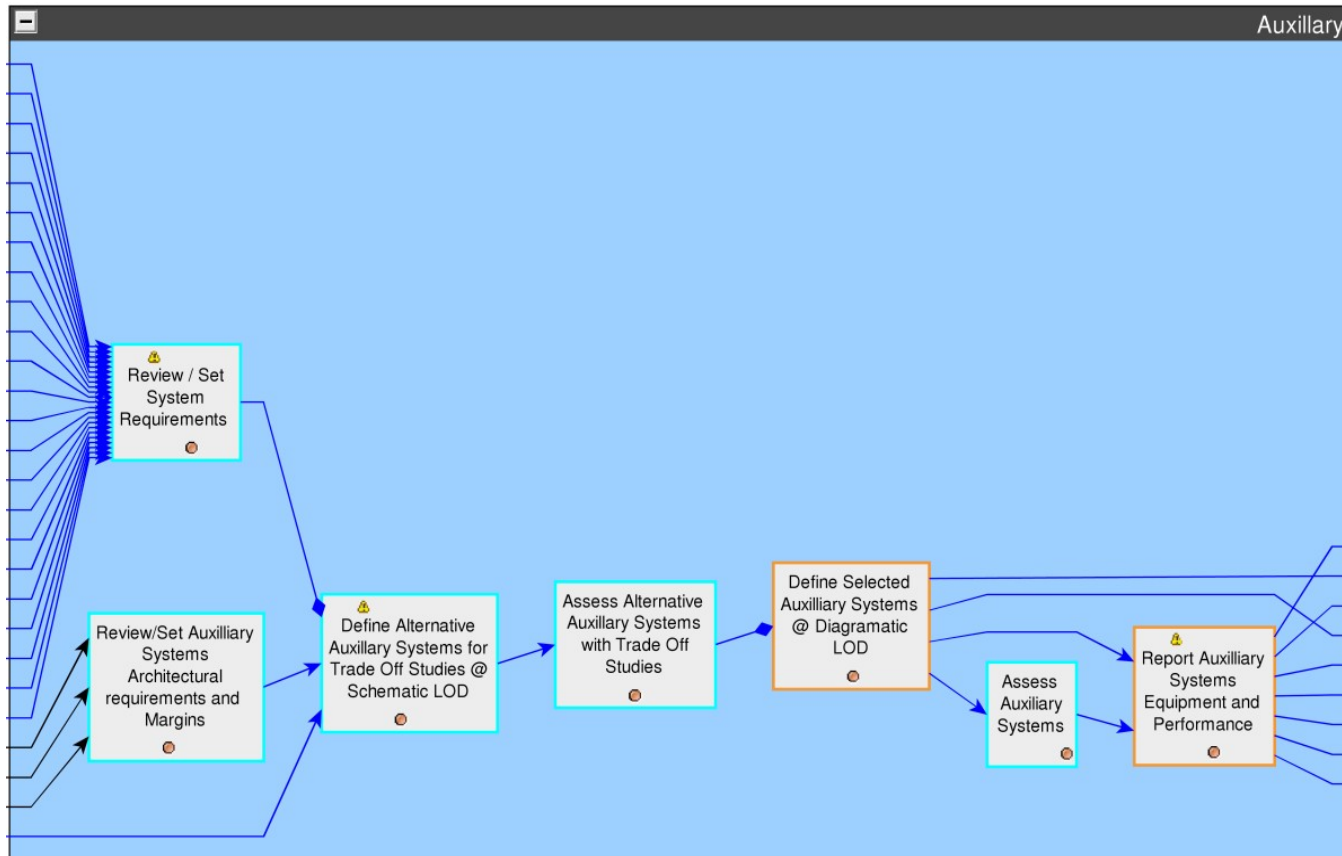 Auxillary
Review / Set
System
Requirements
Review/Set Auxilliary
Systems
Architectural
requirements and
Margins
Define Alternative
Auxillary Systems for
Trade Off Studies @
Schematic LOD
Assess Alternative
Auxillary Systems
with Trade Off
Studies
Define Selected
Auxilliary Systems
@ Diagramatic
LOD
Assess
Auxiliary
Systems
Report Auxilliary
Systems
Equipment and
Performance